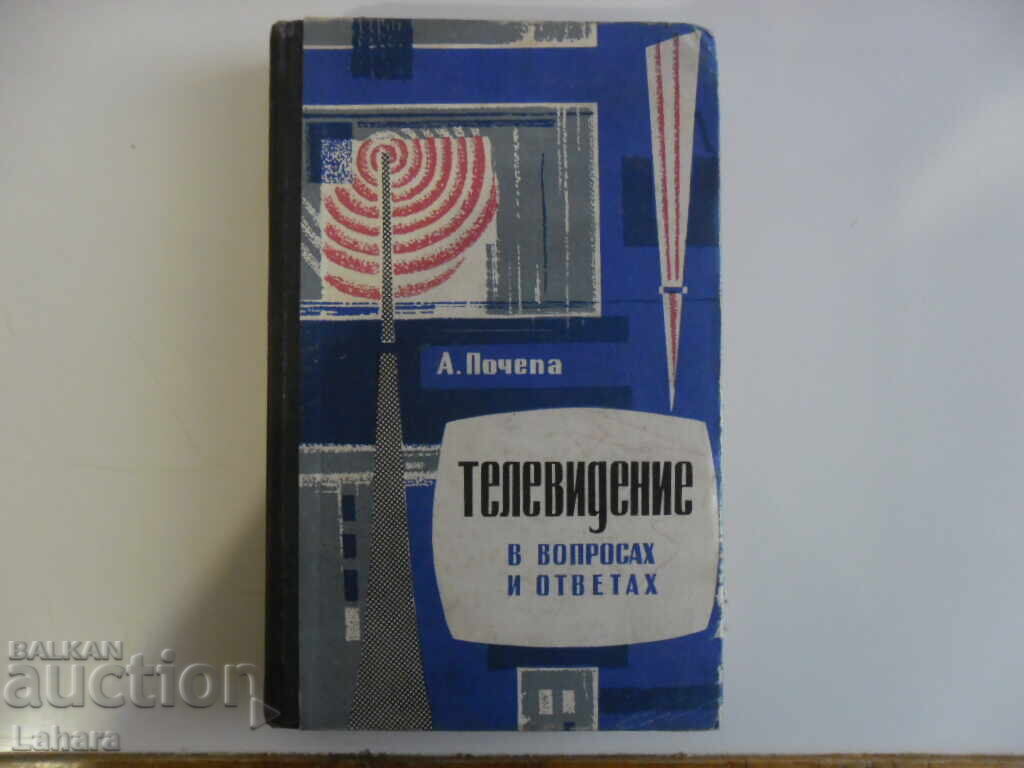 А. Почепа
Телевидение
В ВОПРОСАХ
И ОТВЕТАХ
BALKAN
auction
Lahara